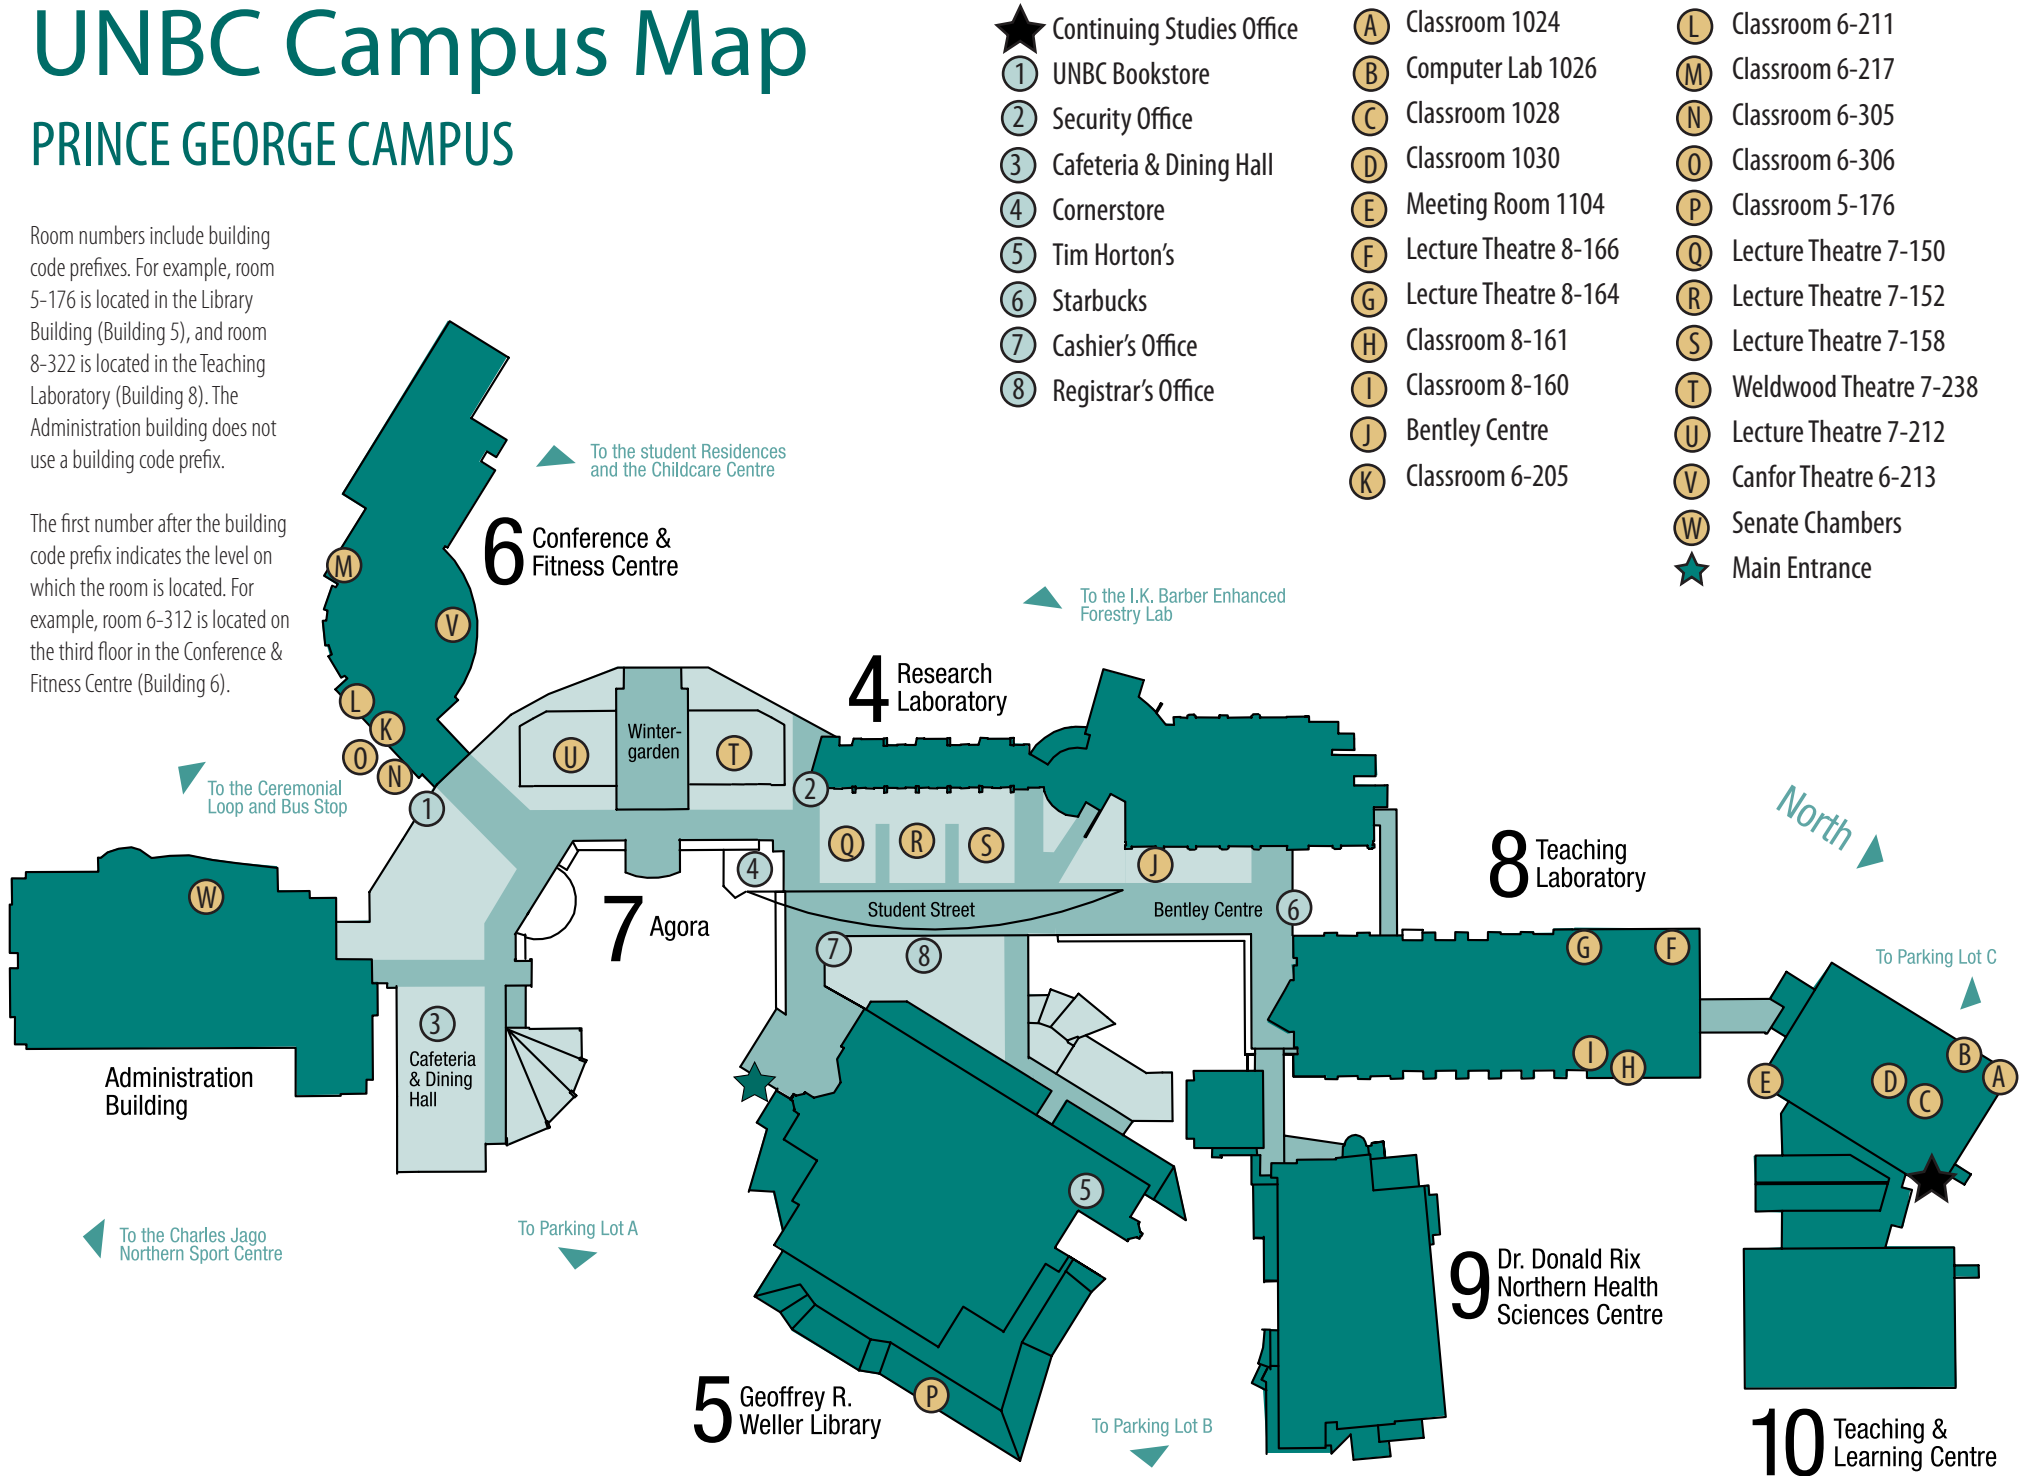 UNBC Campus Map
PRINCE GEORGE CAMPUS
Room numbers include building
code prefixes. For example, room
5-176 is located in the Library
Building (Building 5), and room
8-322 is located in the Teaching
Laboratory (Building 8). The
Administration building does not
use a building code prefix.
The first number after the building
code prefix indicates the level on
which the room is located. For
example, room 6-312 is located on
the third floor in the Conference &
Fitness Centre (Building 6).
Continuing Studies Office
1 UNBC Bookstore
2 Security Office
3 Cafeteria & Dining Hall
4 Cornerstore
5 Tim Horton's
6 Starbucks
7 Cashier's Office
8 Registrar's Office
A Classroom 1024
B Computer Lab 1026
C Classroom 1028
D Classroom 1030
E Meeting Room 1104
F Lecture Theatre 8-166
G Lecture Theatre 8-164
H Classroom 8-161
I Classroom 8-160
J Bentley Centre
K Classroom 6-205
L Classroom 6-211
M Classroom 6-217
N Classroom 6-305
O Classroom 6-306
P Classroom 5-176
Q Lecture Theatre 7-150
R Lecture Theatre 7-152
S Lecture Theatre 7-158
T Weldwood Theatre 7-238
U Lecture Theatre 7-212
V Canfor Theatre 6-213
W Senate Chambers
Main Entrance
To the student Residences
and the Childcare Centre
6 Conference &
Fitness Centre
M
V
L
K
O
N
1
To the Ceremonial
Loop and Bus Stop
To the I.K. Barber Enhanced
Forestry Lab
4 Research
Laboratory
Winter-
garden
U
T
2
Q
R
S
J
4
7 Agora
Student Street
Bentley Centre
6
7
8
W
Administration
Building
3
Cafeteria
& Dining
Hall
North
8 Teaching
Laboratory
G
F
I
H
To Parking Lot C
B
A
D
C
E
5
To the Charles Jago
Northern Sport Centre
To Parking Lot A
9 Dr. Donald Rix
Northern Health
Sciences Centre
5 Geoffrey R.
Weller Library
P
To Parking Lot B
10 Teaching &
Learning Centre